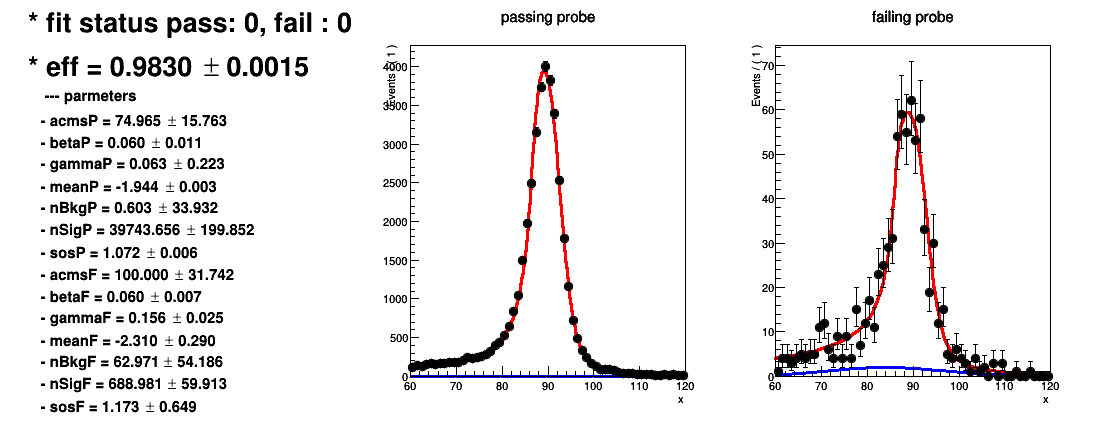 * fit status pass: 0, fail : 0
* eff = 0.9830 ± 0.0015
--- parmeters
- acmsP = 74.965 ± 15.763
- betaP = 0.060 ± 0.011
- gammaP = 0.063 ± 0.223
- meanP = -1.944 ± 0.003
- nBkgP = 0.603 ± 33.932
- nSigP = 39743.656 ± 199.852
- sosP = 1.072 ± 0.006
- acmsF = 100.000 ± 31.742
- betaF = 0.060 ± 0.007
- gammaF = 0.156 ± 0.025
- meanF = -2.310 ± 0.290
- nBkgF = 62.971 ± 54.186
- nSigF = 688.981 ± 59.913
- sosF = 1.173 ± 0.649
passing probe
Events / ( 1 )
4000
3500
3000
2500
2000
1500
1000
500
0
60 70 80 90 100 110 120
x
failing probe
Events / ( 1 )
70
60
50
40
30
20
10
0
60 70 80 90 100 110 120
x